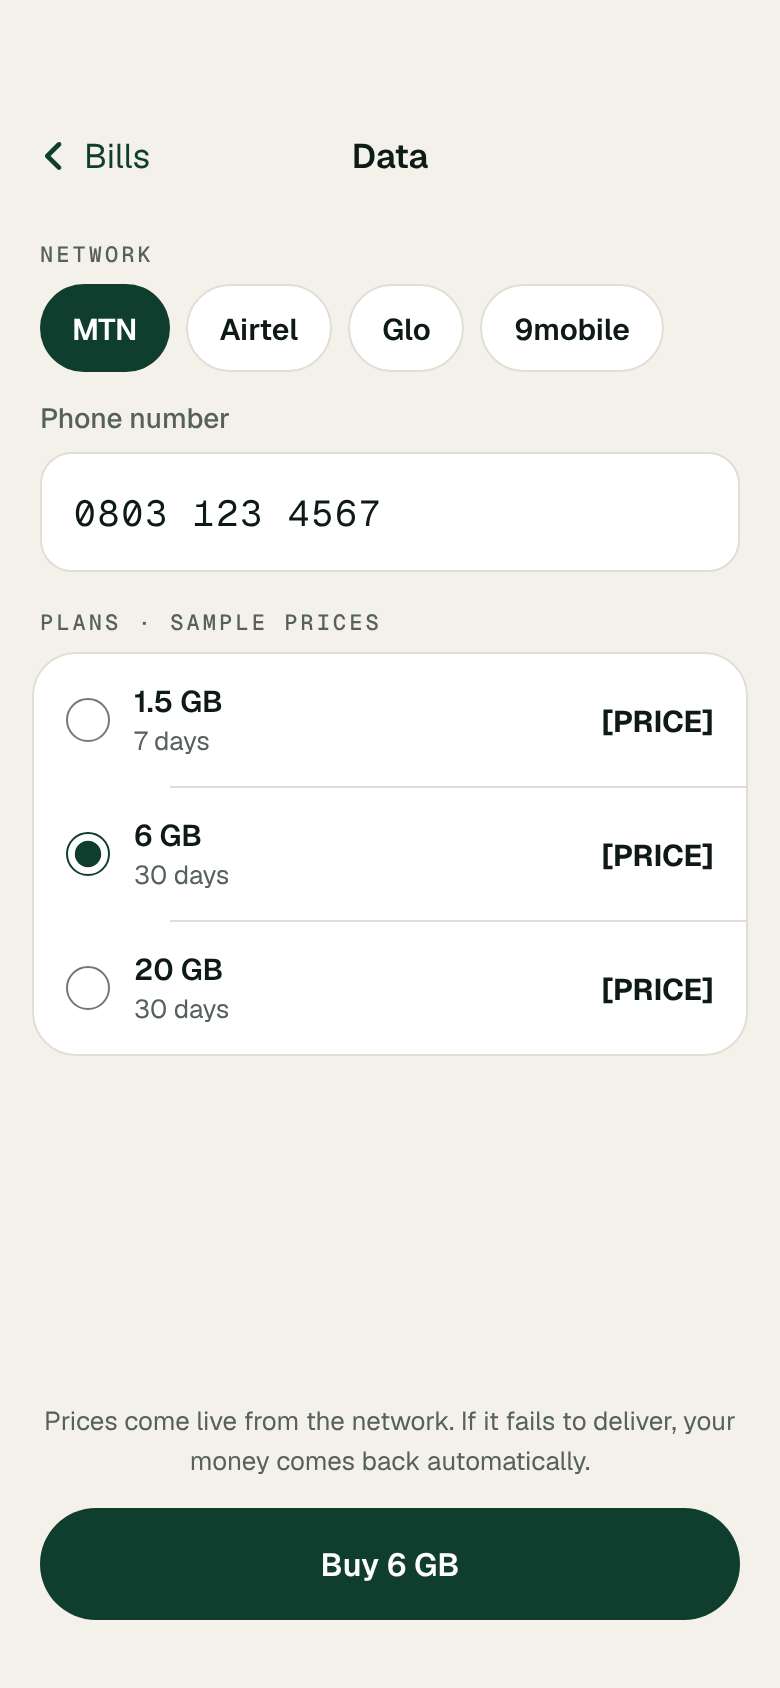 Bills
Data
NETWORK
MTN
Airtel
Glo
9mobile
Phone number
0803 123 4567
PLANS · SAMPLE PRICES
1.5 GB
[PRICE]
7 days
6 GB
[PRICE]
30 days
20 GB
[PRICE]
30 days
Prices come live from the network. If it fails to deliver, your
money comes back automatically.
Buy 6 GB